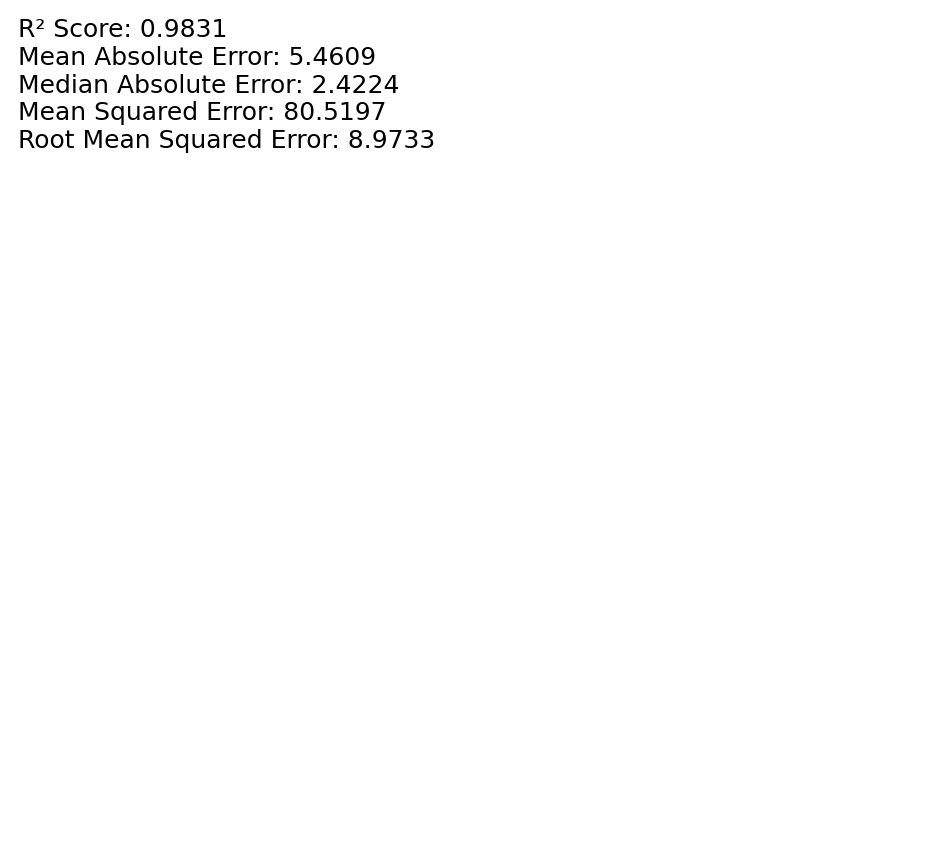 R² Score: 0.9831
Mean Absolute Error: 5.4609
Median Absolute Error: 2.4224
Mean Squared Error: 80.5197
Root Mean Squared Error: 8.9733